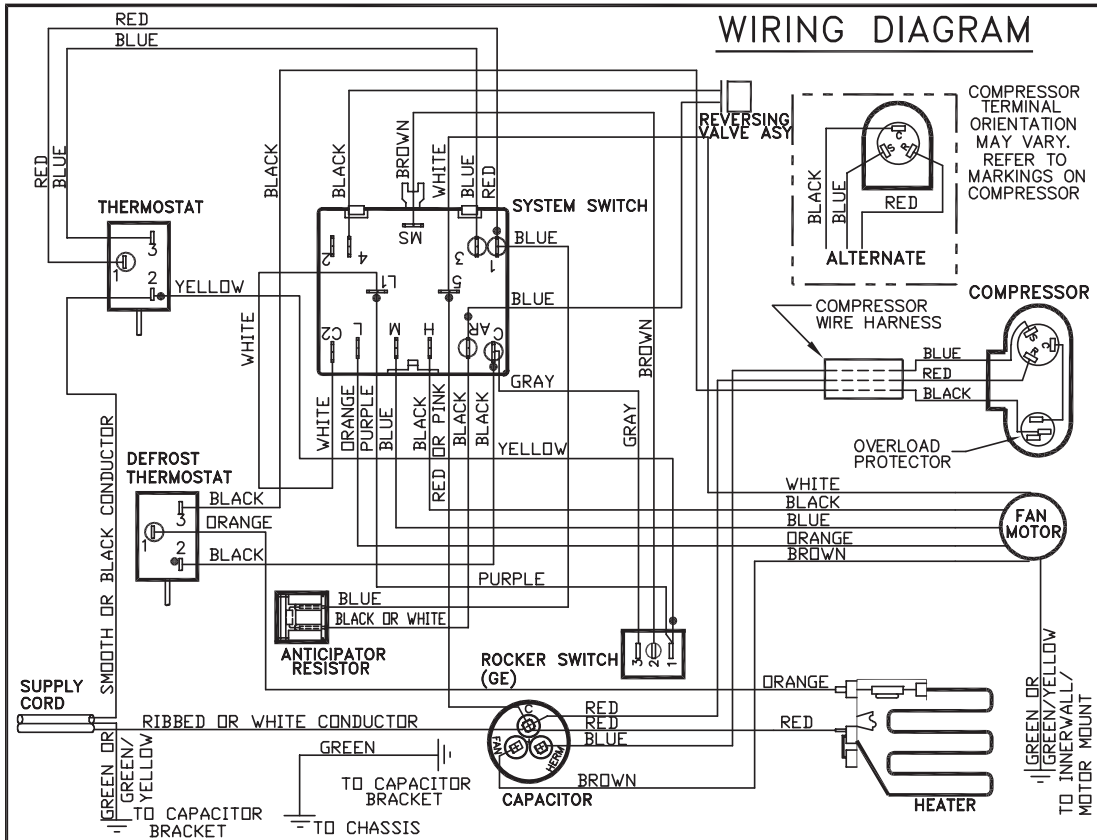 WIRING DIAGRAM
RED
BLUE
RED
BLUE
BLACK
BLACK
BROWN
WHITE
BLUE
RED
REVERSING
VALVE ASY
COMPRESSOR
TERMINAL
ORIENTATION
MAY VARY.
REFER TO
MARKINGS ON
COMPRESSOR
C
S
R
BLACK
BLUE
RED
ALTERNATE
THERMOSTAT
3
1
2
YELLOW
SYSTEM SWITCH
MS
2
4
3
1
BLUE
L1
5
BLUE
C2
L
M
H
AR
C
GRAY
WHITE
BROWN
COMPRESSOR
COMPRESSOR
WIRE HARNESS
BLUE
RED
BLACK
S
R
C
OVERLOAD
PROTECTOR
WHITE
ORANGE
PURPLE
BLUE
BLACK
RED OR PINK
BLACK
BLACK
YELLOW
GRAY
DEFROST
THERMOSTAT
3
1
2
BLACK
ORANGE
BLACK
SMOOTH OR BLACK CONDUCTOR
WHITE
BLACK
BLUE
ORANGE
BROWN
FAN
MOTOR
PURPLE
BLUE
BLACK OR WHITE
ANTICIPATOR
RESISTOR
ROCKER SWITCH
(GE)
3
2
1
SUPPLY
CORD
RIBBED OR WHITE CONDUCTOR
GREEN OR
GREEN/
YELLOW
TO CAPACITOR
BRACKET
GREEN
TO CAPACITOR
BRACKET
TO CHASSIS
C
FAN
HERM
CAPACITOR
RED
RED
BLUE
BROWN
ORANGE
RED
HEATER
GREEN OR
GREEN/YELLOW
TO INNERWALL/
MOTOR MOUNT